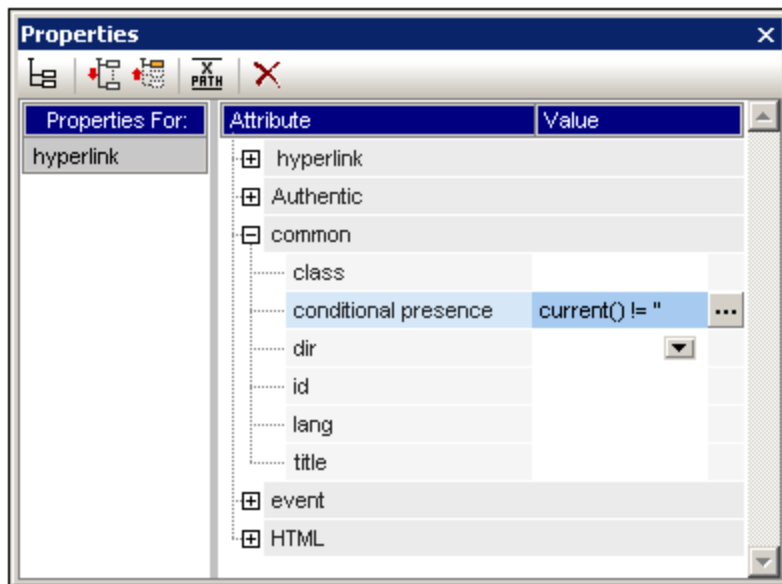 Properties
X
PATH
Properties For:
Attribute
Value
hyperlink
hyperlink
Authentic
common
class
conditional presence
current() != ''
...
dir
id
lang
title
event
HTML